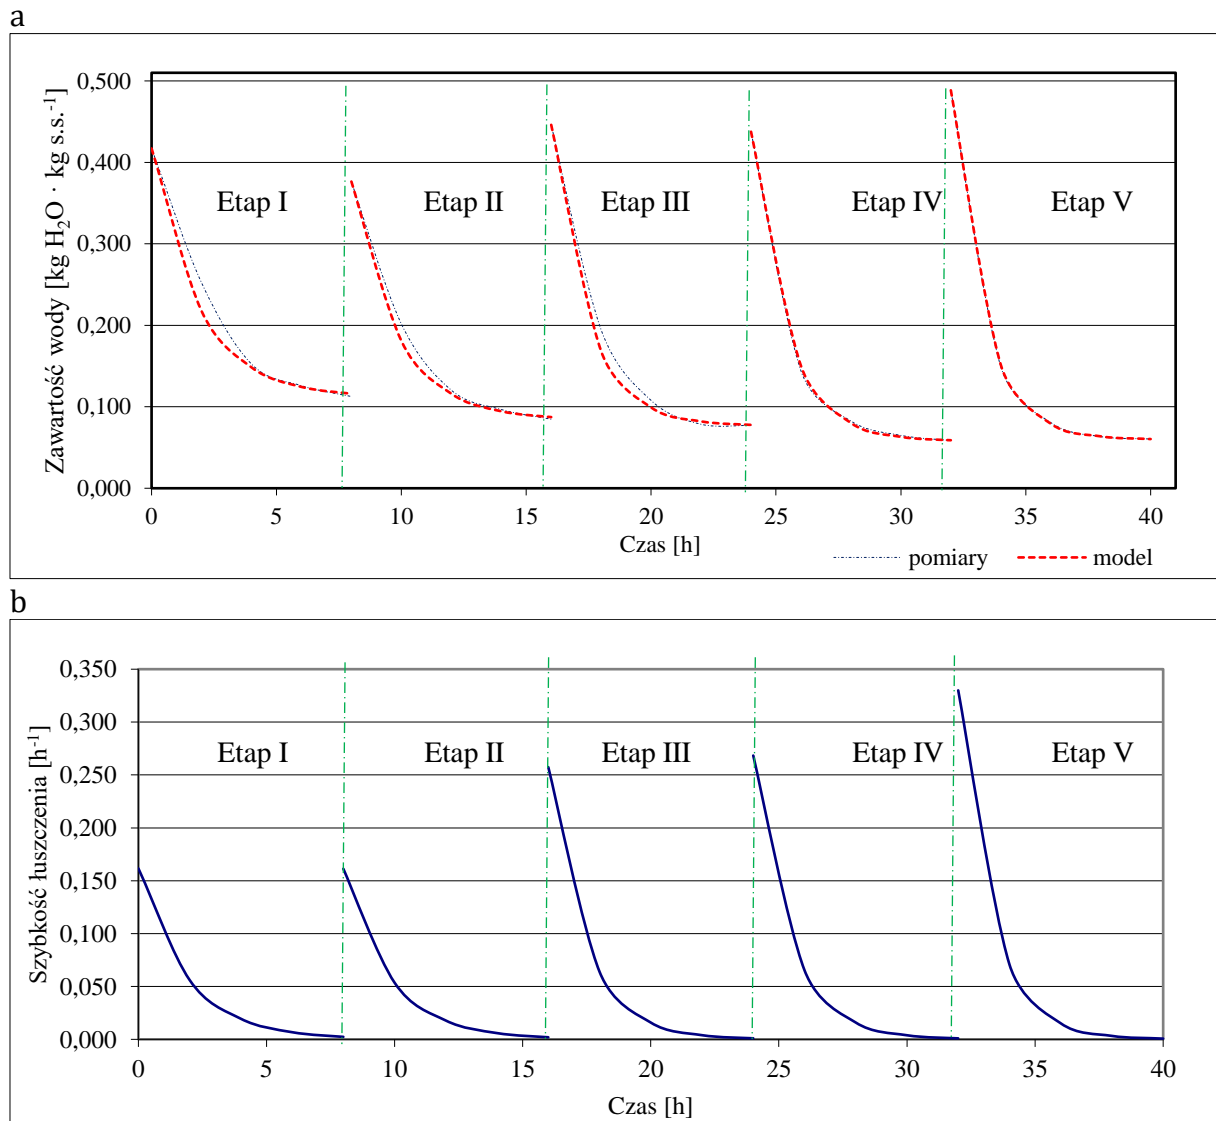 a
Zawartość wody [kg H₂O · kg s.s.⁻¹]
0,500
0,400
0,300
0,200
0,100
0,000
Etap I
Etap II
Etap III
Etap IV
Etap V
0 5 10 15 20 25 30 35 40
Czas [h]
pomiary model
b
Szybkość łuszczenia [h⁻¹]
0,350
0,300
0,250
0,200
0,150
0,100
0,050
0,000
Etap I
Etap II
Etap III
Etap IV
Etap V
0 5 10 15 20 25 30 35 40
Czas [h]